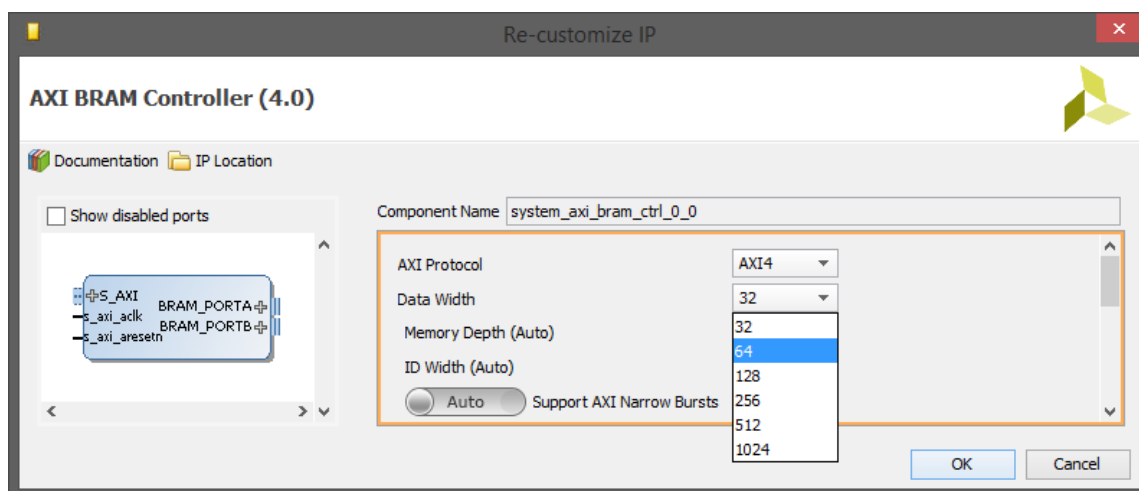 Re-customize IP
AXI BRAM Controller (4.0)
Documentation IP Location
Show disabled ports
S_AXI
s_axi_aclk
s_axi_aresetn
BRAM_PORTA
BRAM_PORTB
Component Name system_axi_bram_ctrl_0_0
AXI Protocol AXI4
Data Width 32
32
64
128
256
512
1024
Memory Depth (Auto)
ID Width (Auto)
Auto Support AXI Narrow Bursts
OK Cancel